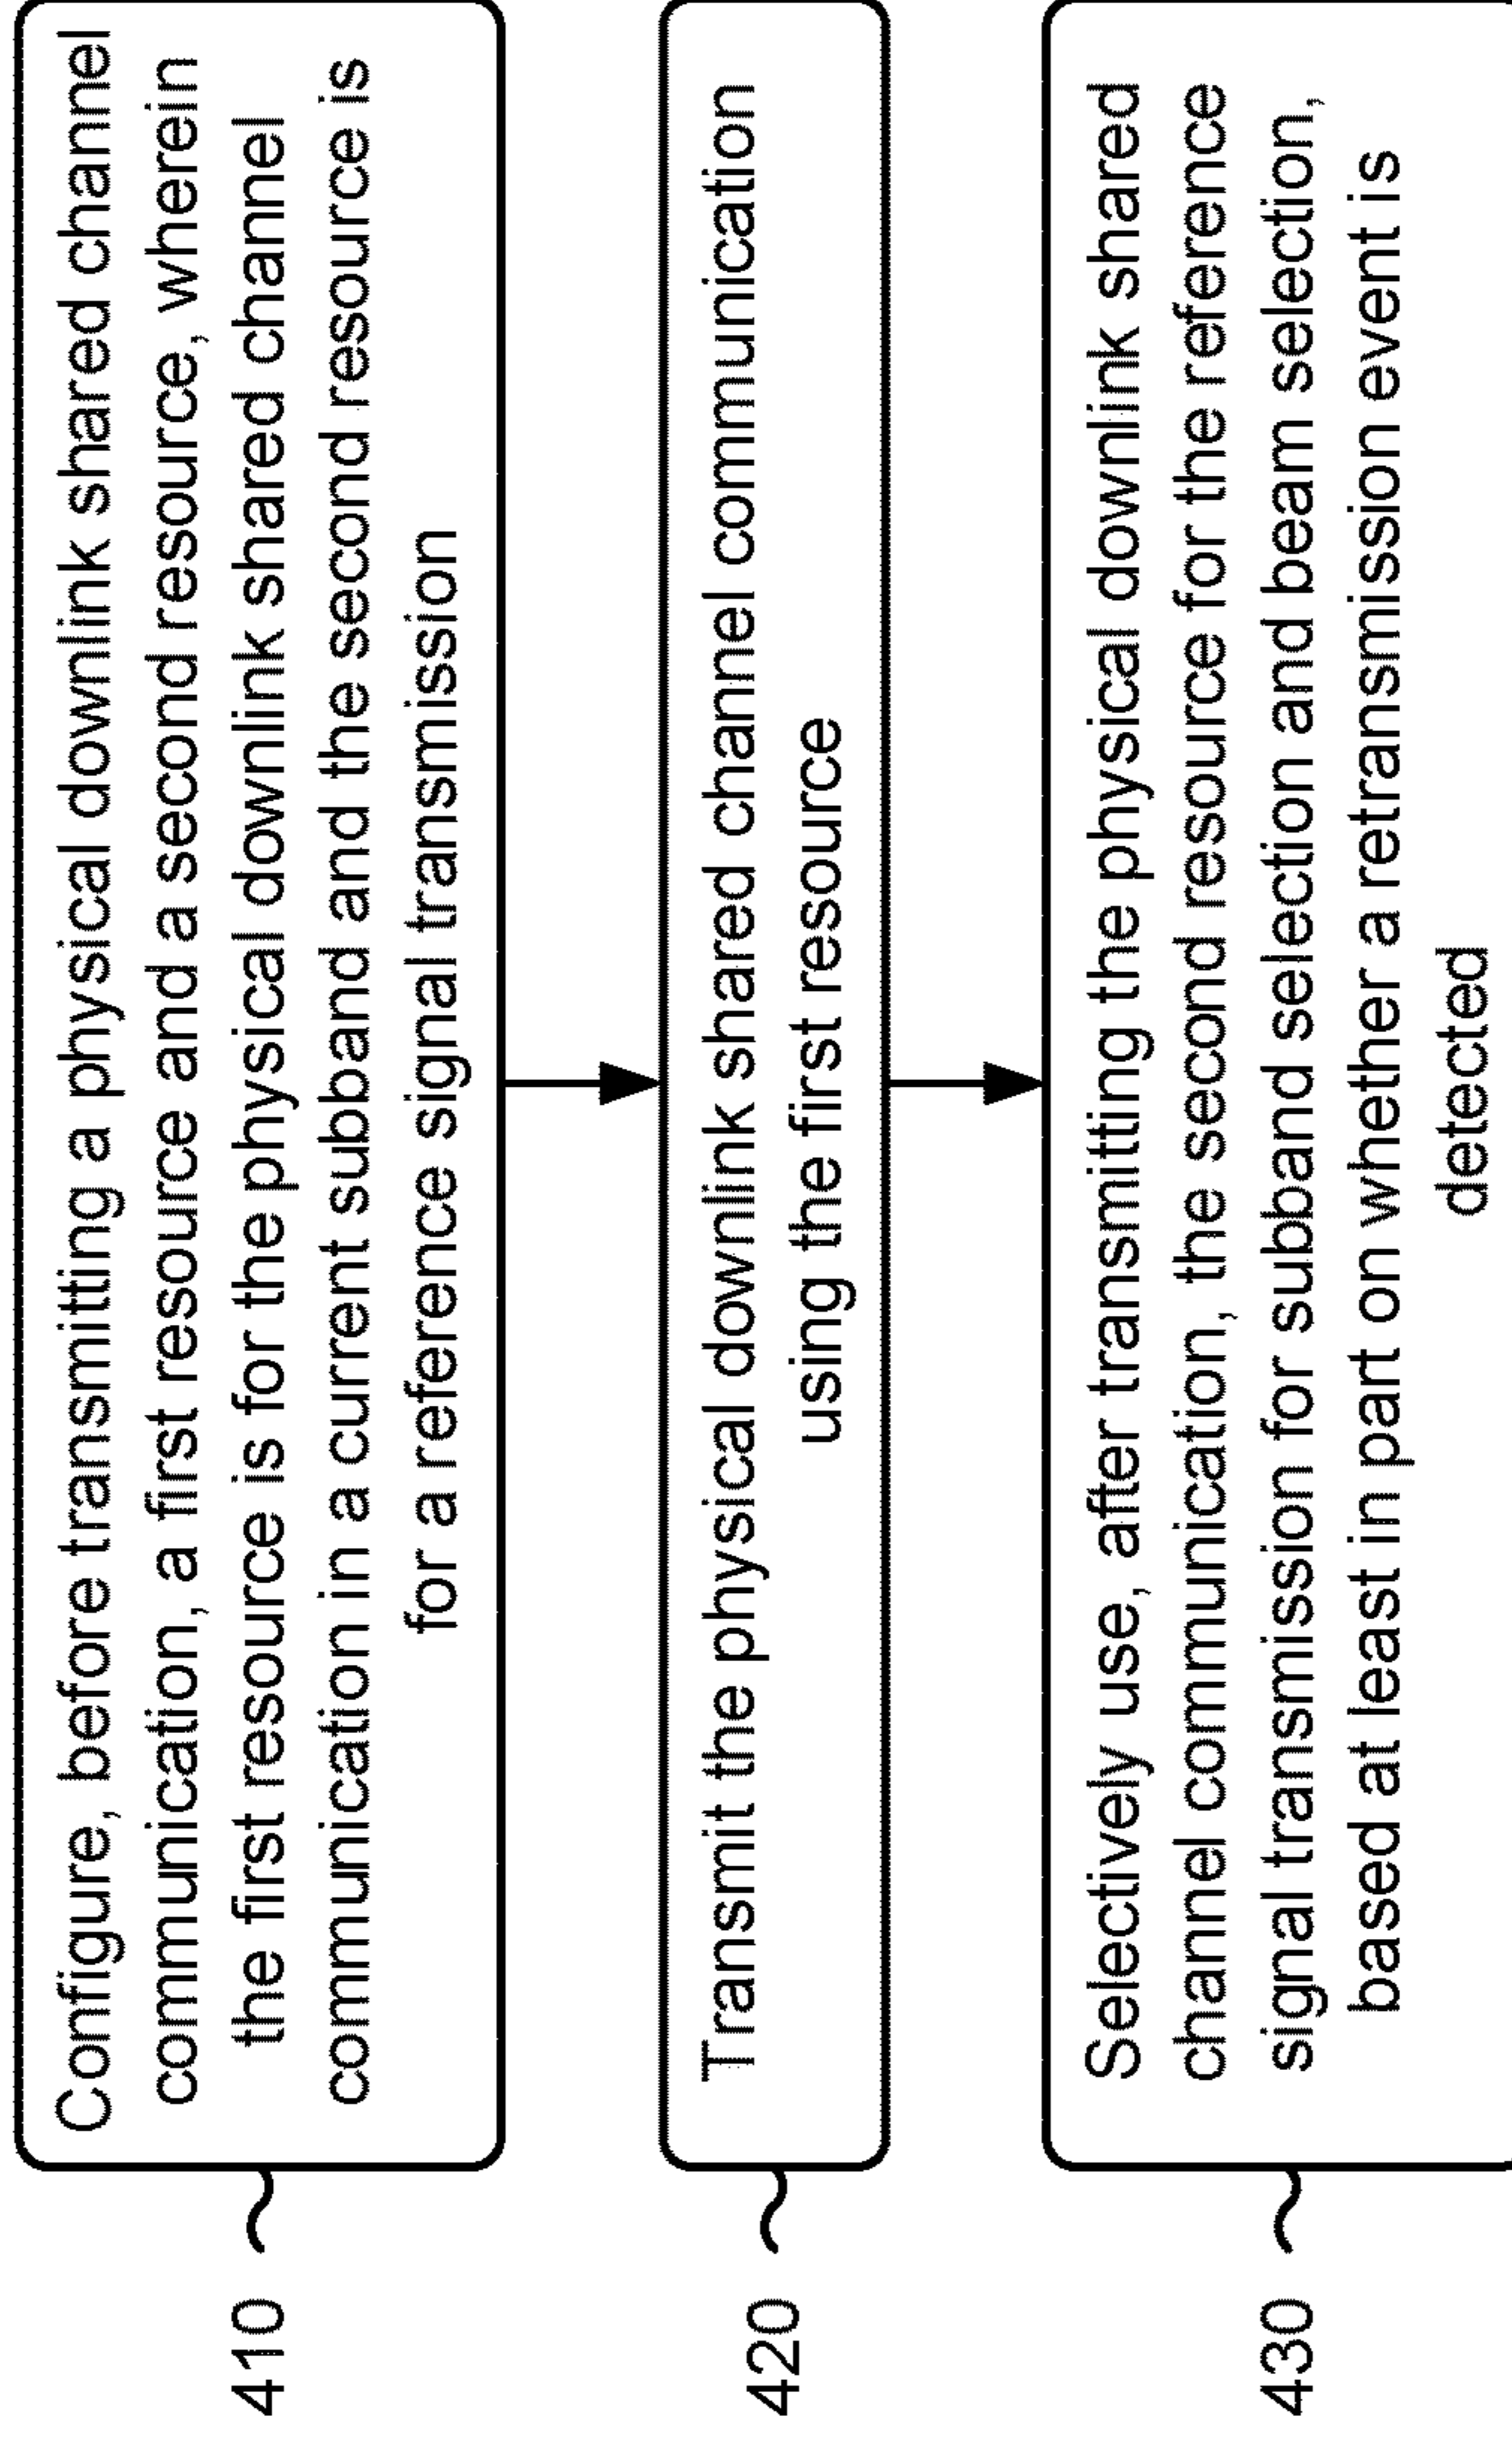 410
Configure, before transmitting a physical downlink shared channel
communication, a first resource and a second resource, wherein
the first resource is for the physical downlink shared channel
communication in a current subband and the second resource is
for a reference signal transmission
420
Transmit the physical downlink shared channel communication
using the first resource
430
Selectively use, after transmitting the physical downlink shared
channel communication, the second resource for the reference
signal transmission for subband selection and beam selection,
based at least in part on whether a retransmission event is
detected